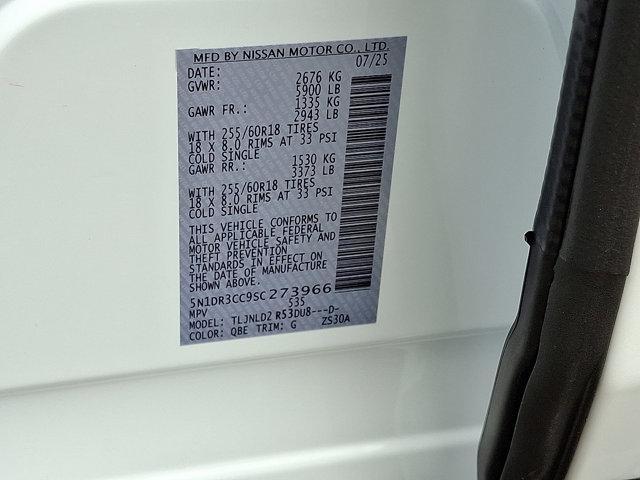 MFD BY NISSAN MOTOR CO., LTD.
DATE: 07/25
GVWR: 2676 KG
5900 LB
GAWR FR.: 1335 KG
2943 LB
WITH 255/60R18 TIRES
18 X 8.0 RIMS AT 33 PSI
COLD SINGLE
GAWR RR.: 1530 KG
3373 LB
WITH 255/60R18 TIRES
18 X 8.0 RIMS AT 33 PSI
COLD SINGLE
THIS VEHICLE CONFORMS TO
ALL APPLICABLE FEDERAL
MOTOR VEHICLE SAFETY AND
THEFT PREVENTION
STANDARDS IN EFFECT ON
THE DATE OF MANUFACTURE
SHOWN ABOVE.
5N1DR3CC9SC273966
MPV 535
MODEL: TLJNLD2 R53DU8---D-
COLOR: QBE TRIM: G ZS30A